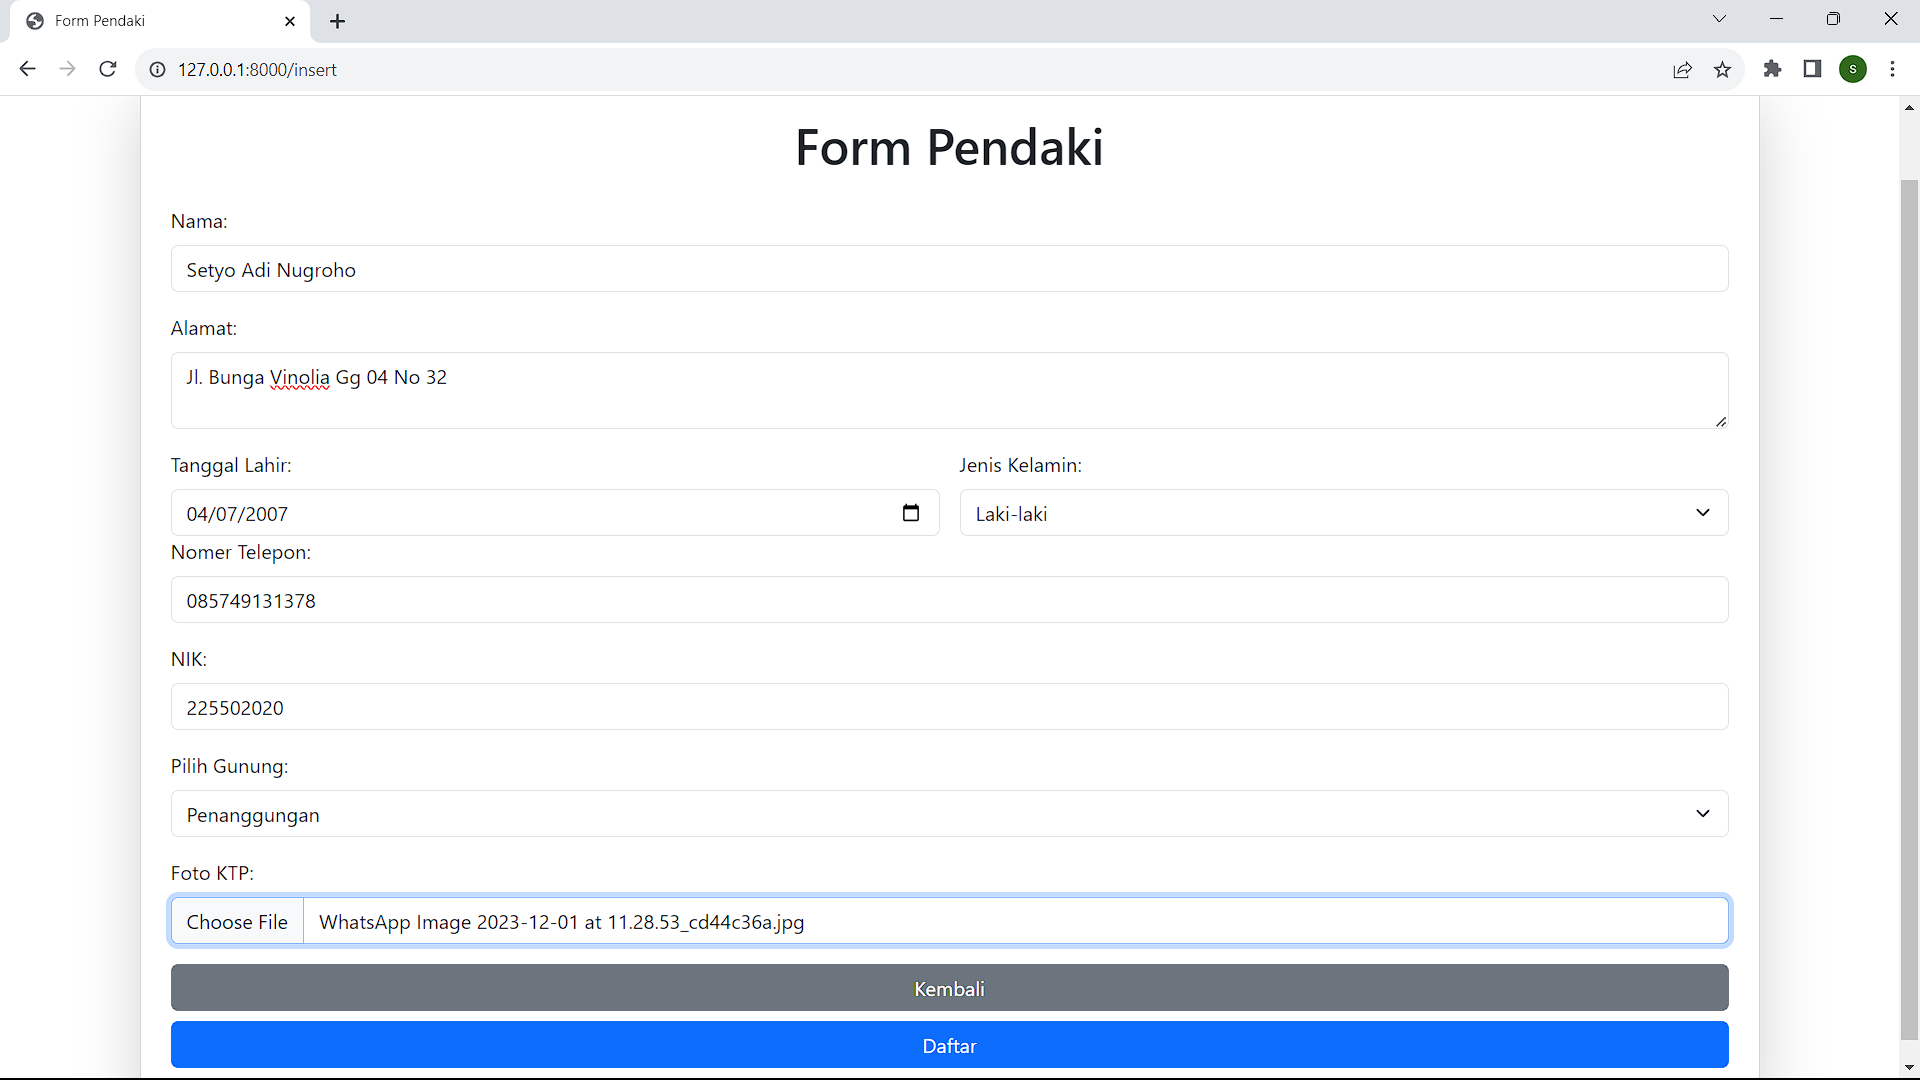 Form Pendaki
127.0.0.1:8000/insert
S
Form Pendaki
Nama:
Setyo Adi Nugroho
Alamat:
Jl. Bunga Vinolia Gg 04 No 32
Tanggal Lahir:
Jenis Kelamin:
04/07/2007
Laki-laki
Nomer Telepon:
085749131378
NIK:
225502020
Pilih Gunung:
Penanggungan
Foto KTP:
Choose File WhatsApp Image 2023-12-01 at 11.28.53_cd44c36a.jpg
Kembali
Daftar